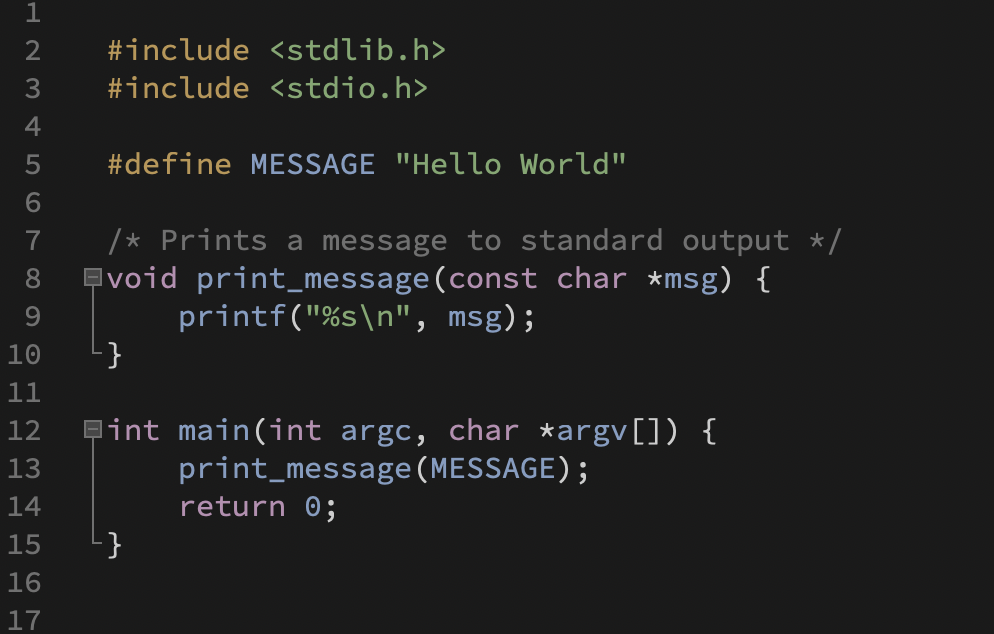 1
2 #include <stdlib.h>
3 #include <stdio.h>
4
5 #define MESSAGE "Hello World"
6
7 /* Prints a message to standard output */
8 void print_message(const char *msg) {
9     printf("%s\n", msg);
10 }
11
12 int main(int argc, char *argv[]) {
13     print_message(MESSAGE);
14     return 0;
15 }
16
17